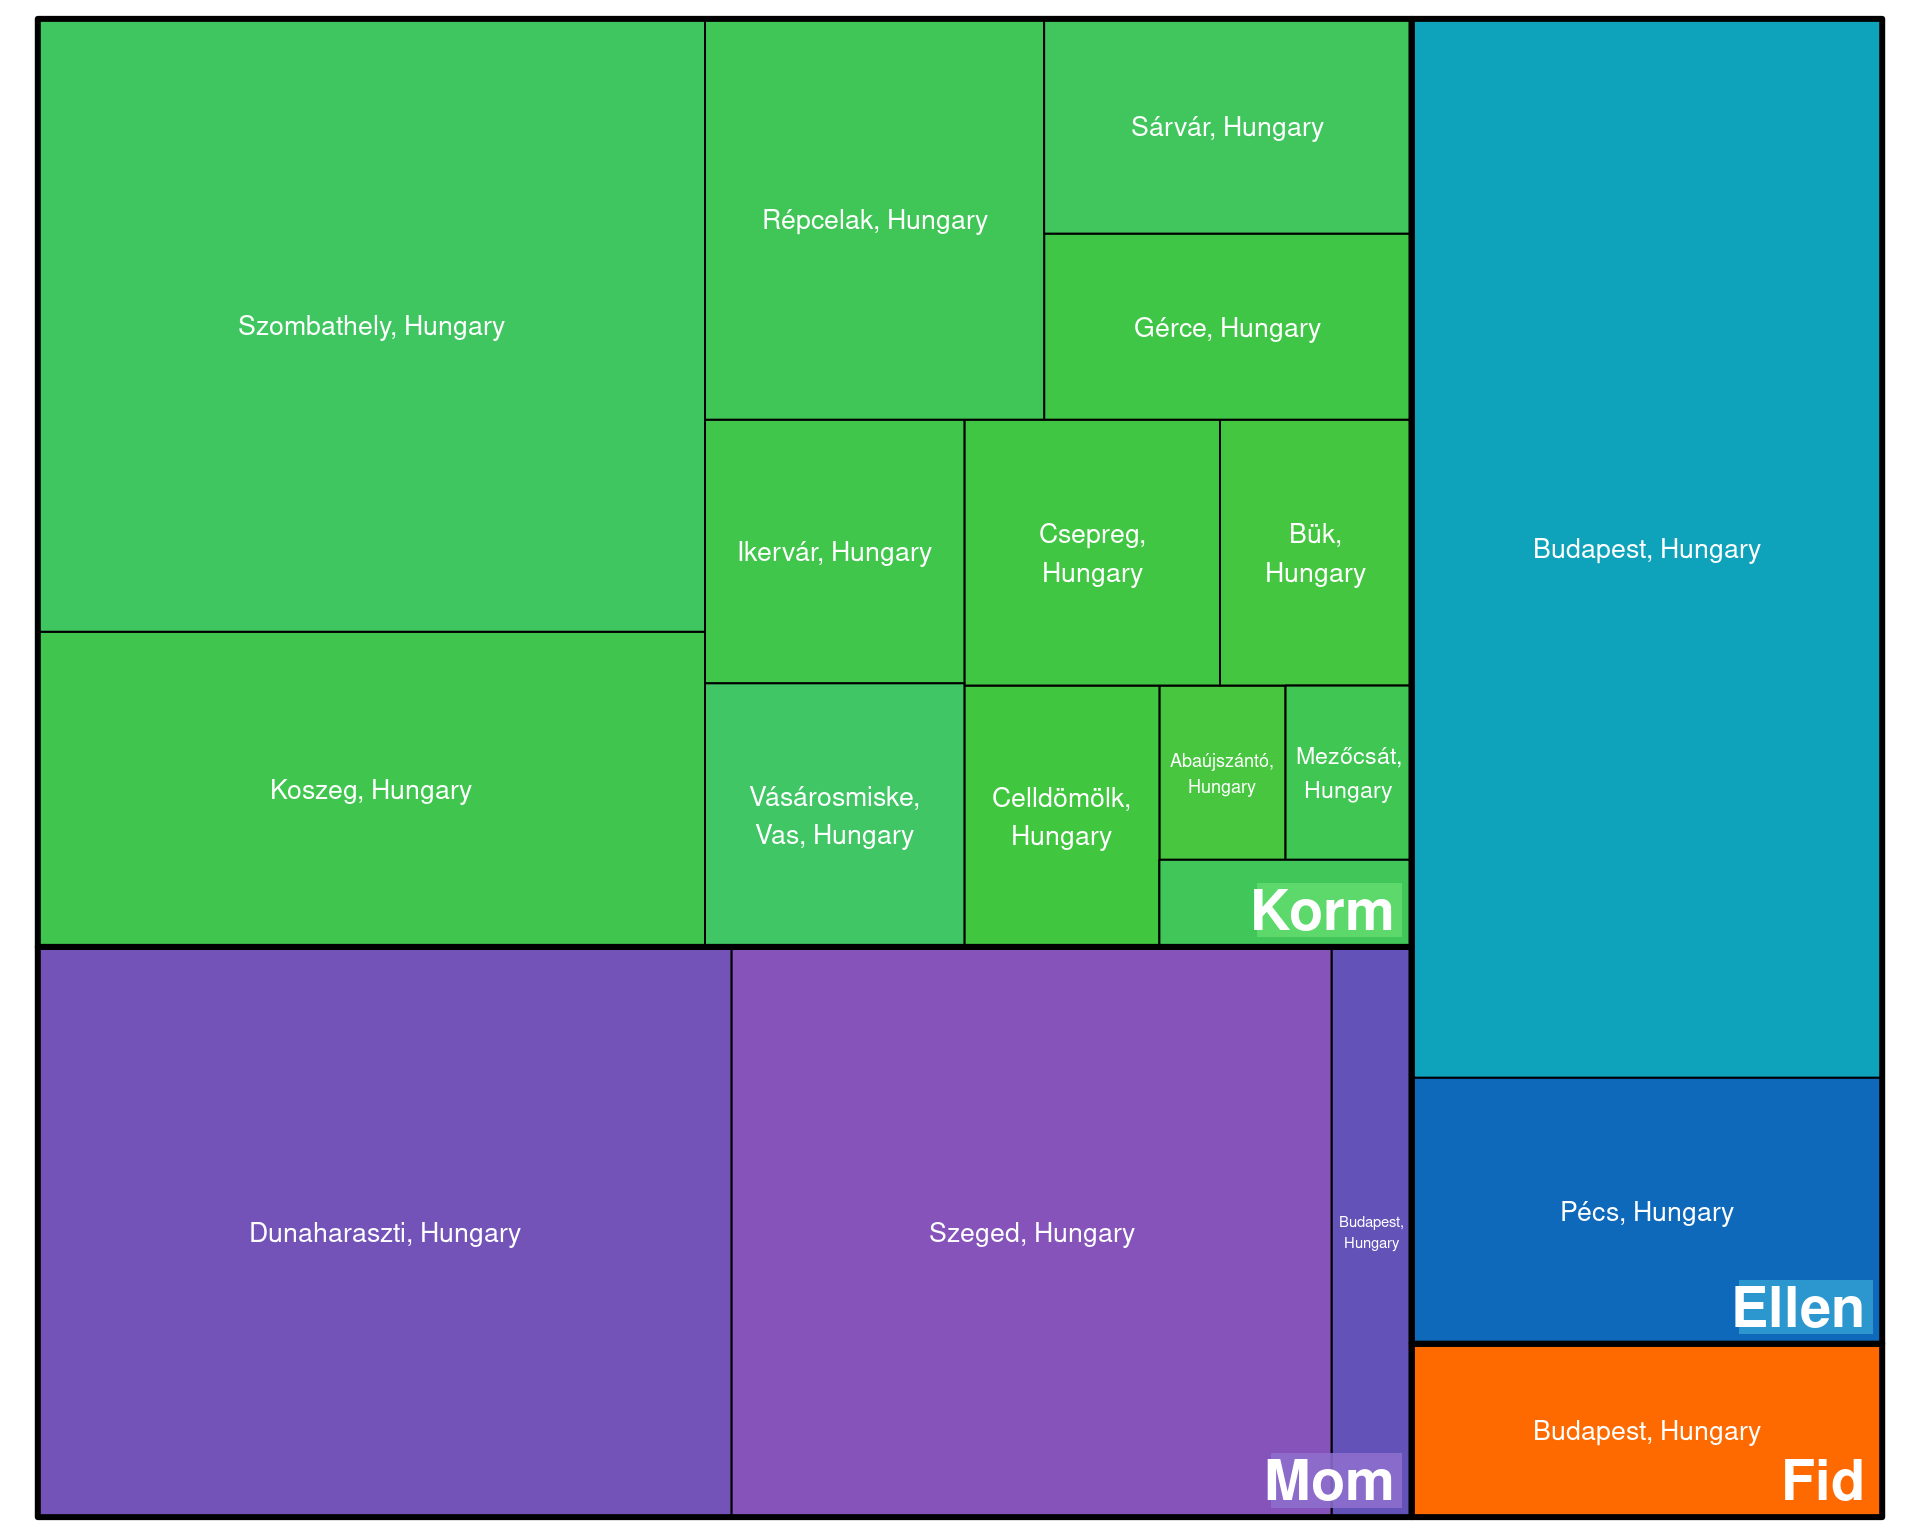 Szombathely, Hungary
Koszeg, Hungary
Répcelak, Hungary
Sárvár, Hungary
Gérce, Hungary
Ikervár, Hungary
Csepreg,
Hungary
Bük,
Hungary
Vásárosmiske,
Vas, Hungary
Celldömölk,
Hungary
Abaújszántó,
Hungary
Mezőcsát,
Hungary
Korm
Dunaharaszti, Hungary
Szeged, Hungary
Budapest,
Hungary
Mom
Budapest, Hungary
Pécs, Hungary
Ellen
Budapest, Hungary
Fid